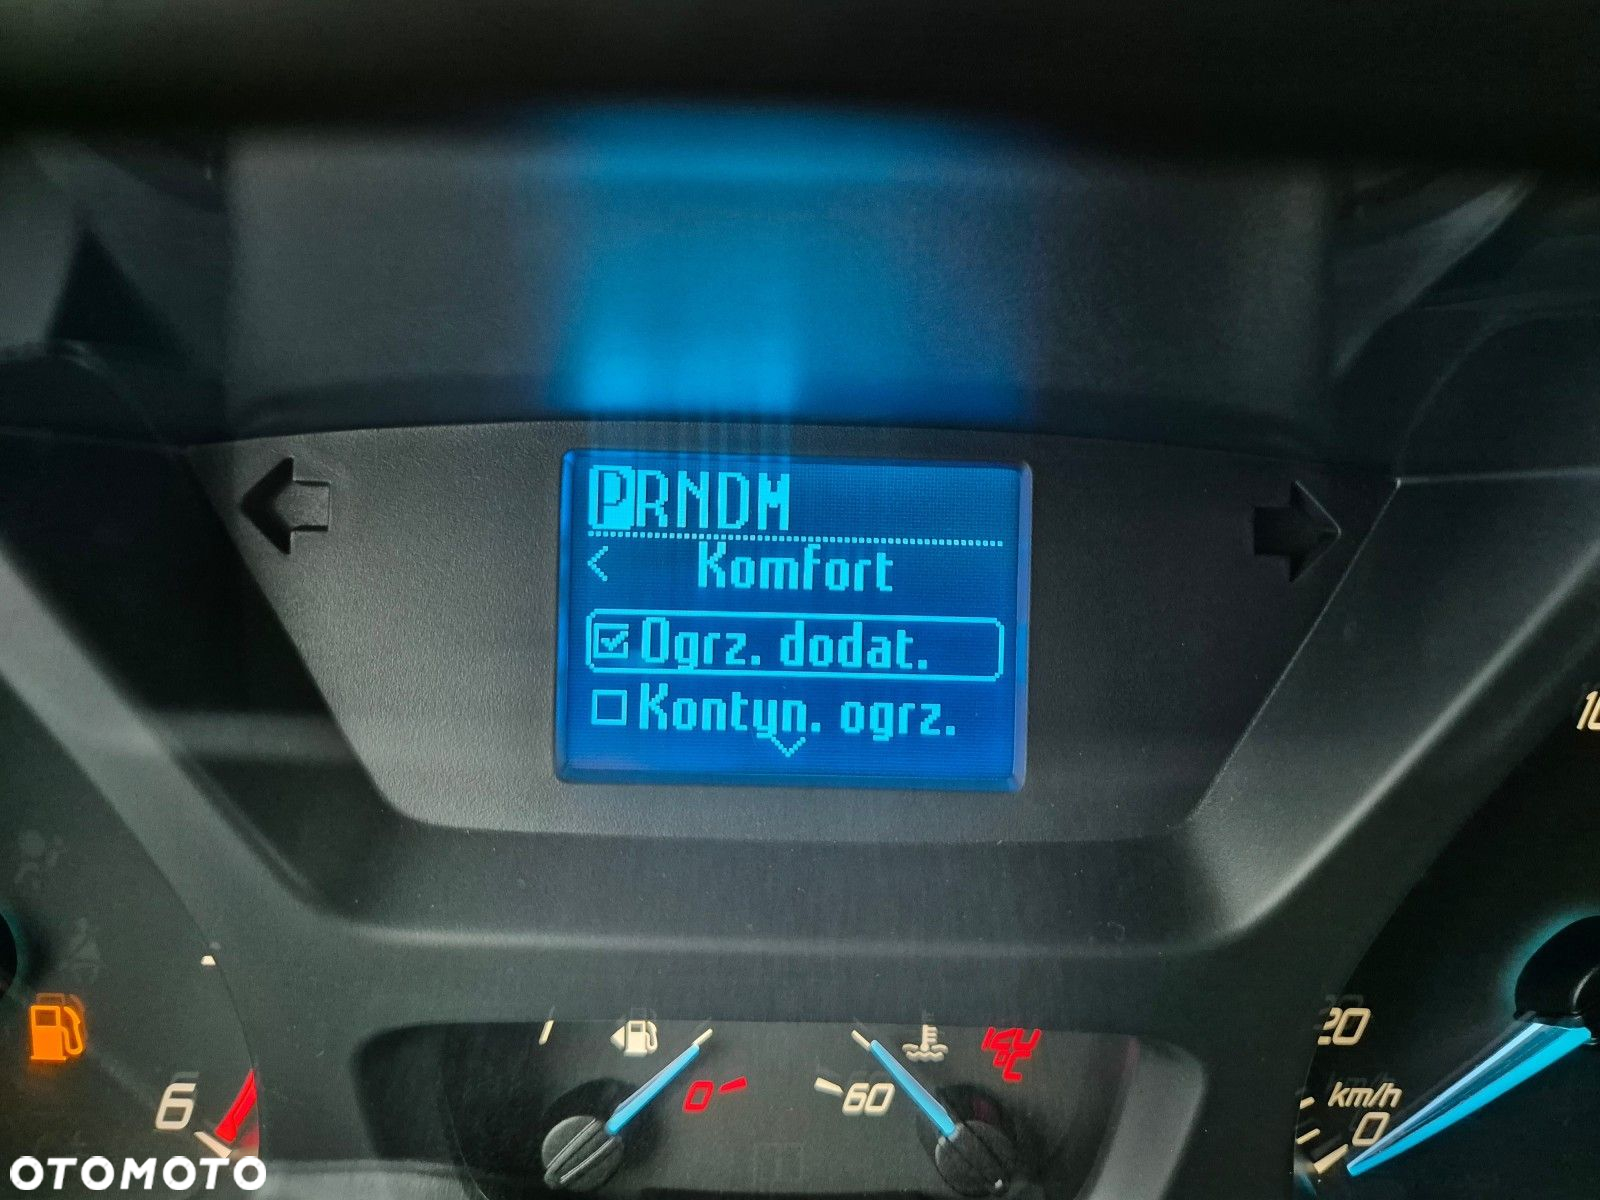 PRNDM
< Komfort
Ogrz. dodat.
Kontyn. ogrz.
20
km/h
0
6
0
60
OTOMOTO